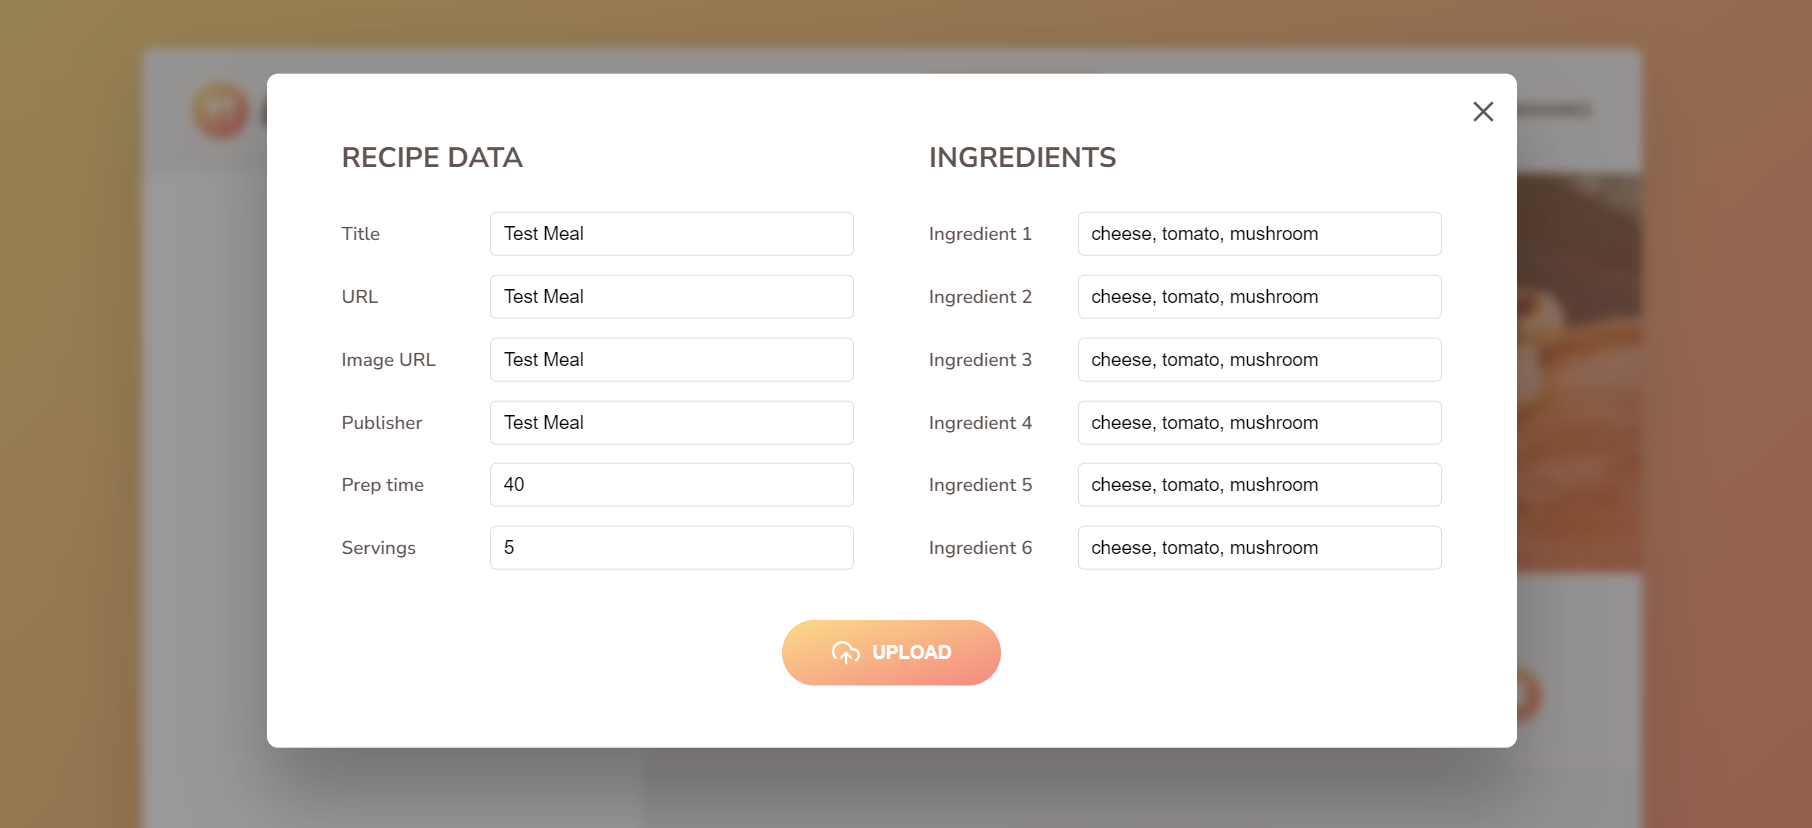 RECIPE DATA
Title
Test Meal
URL
Test Meal
Image URL
Test Meal
Publisher
Test Meal
Prep time
40
Servings
5
INGREDIENTS
Ingredient 1
cheese, tomato, mushroom
Ingredient 2
cheese, tomato, mushroom
Ingredient 3
cheese, tomato, mushroom
Ingredient 4
cheese, tomato, mushroom
Ingredient 5
cheese, tomato, mushroom
Ingredient 6
cheese, tomato, mushroom
UPLOAD